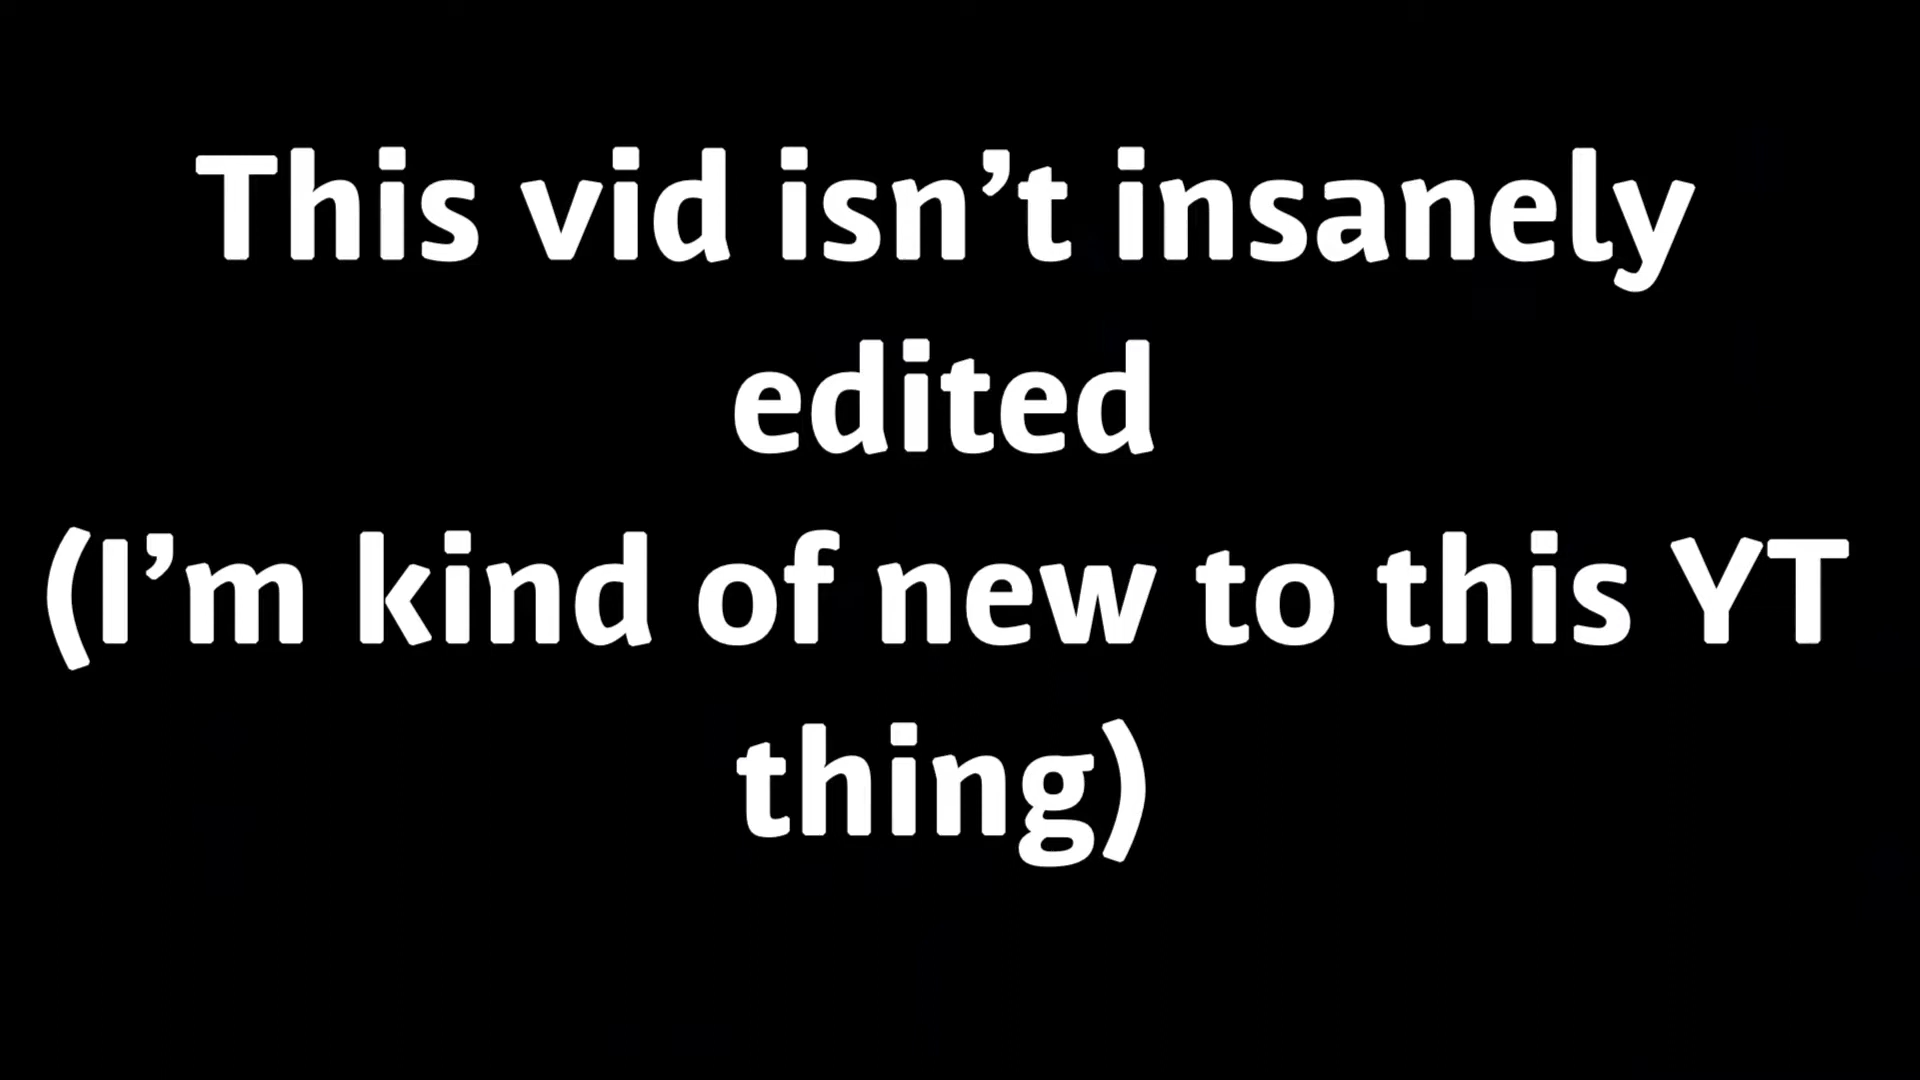 This vid isn’t insanely
edited
(I’m kind of new to this YT
thing)